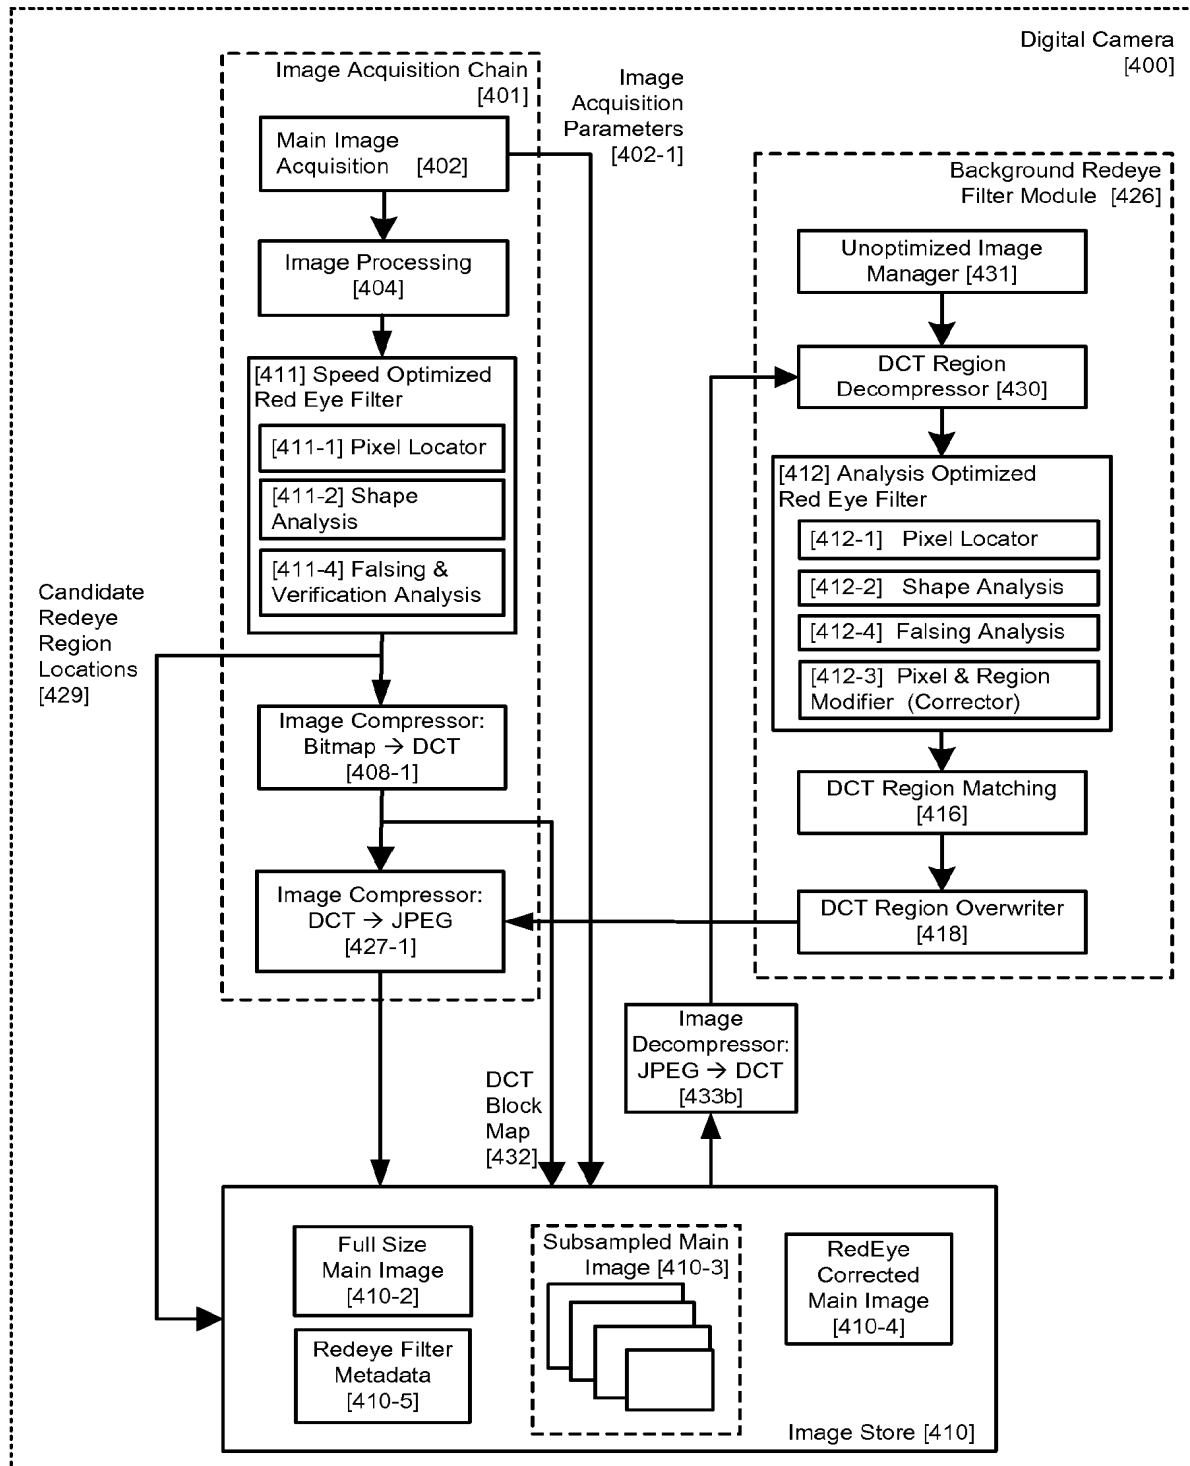 Digital Camera
[400]
Image Acquisition Chain
[401]
Image
Acquisition
Parameters
[402-1]
Main Image
Acquisition [402]
Image Processing
[404]
[411] Speed Optimized
Red Eye Filter
[411-1] Pixel Locator
[411-2] Shape
Analysis
[411-4] Falsing &
Verification Analysis
Candidate
Redeye
Region
Locations
[429]
Image Compressor:
Bitmap → DCT
[408-1]
Image Compressor:
DCT → JPEG
[427-1]
Background Redeye
Filter Module [426]
Unoptimized Image
Manager [431]
DCT Region
Decompressor [430]
[412] Analysis Optimized
Red Eye Filter
[412-1] Pixel Locator
[412-2] Shape Analysis
[412-4] Falsing Analysis
[412-3] Pixel & Region
Modifier (Corrector)
DCT Region Matching
[416]
DCT Region Overwriter
[418]
Image
Decompressor:
JPEG → DCT
[433b]
DCT
Block
Map
[432]
Full Size
Main Image
[410-2]
Redeye Filter
Metadata
[410-5]
Subsampled Main
Image [410-3]
RedEye
Corrected
Main Image
[410-4]
Image Store [410]